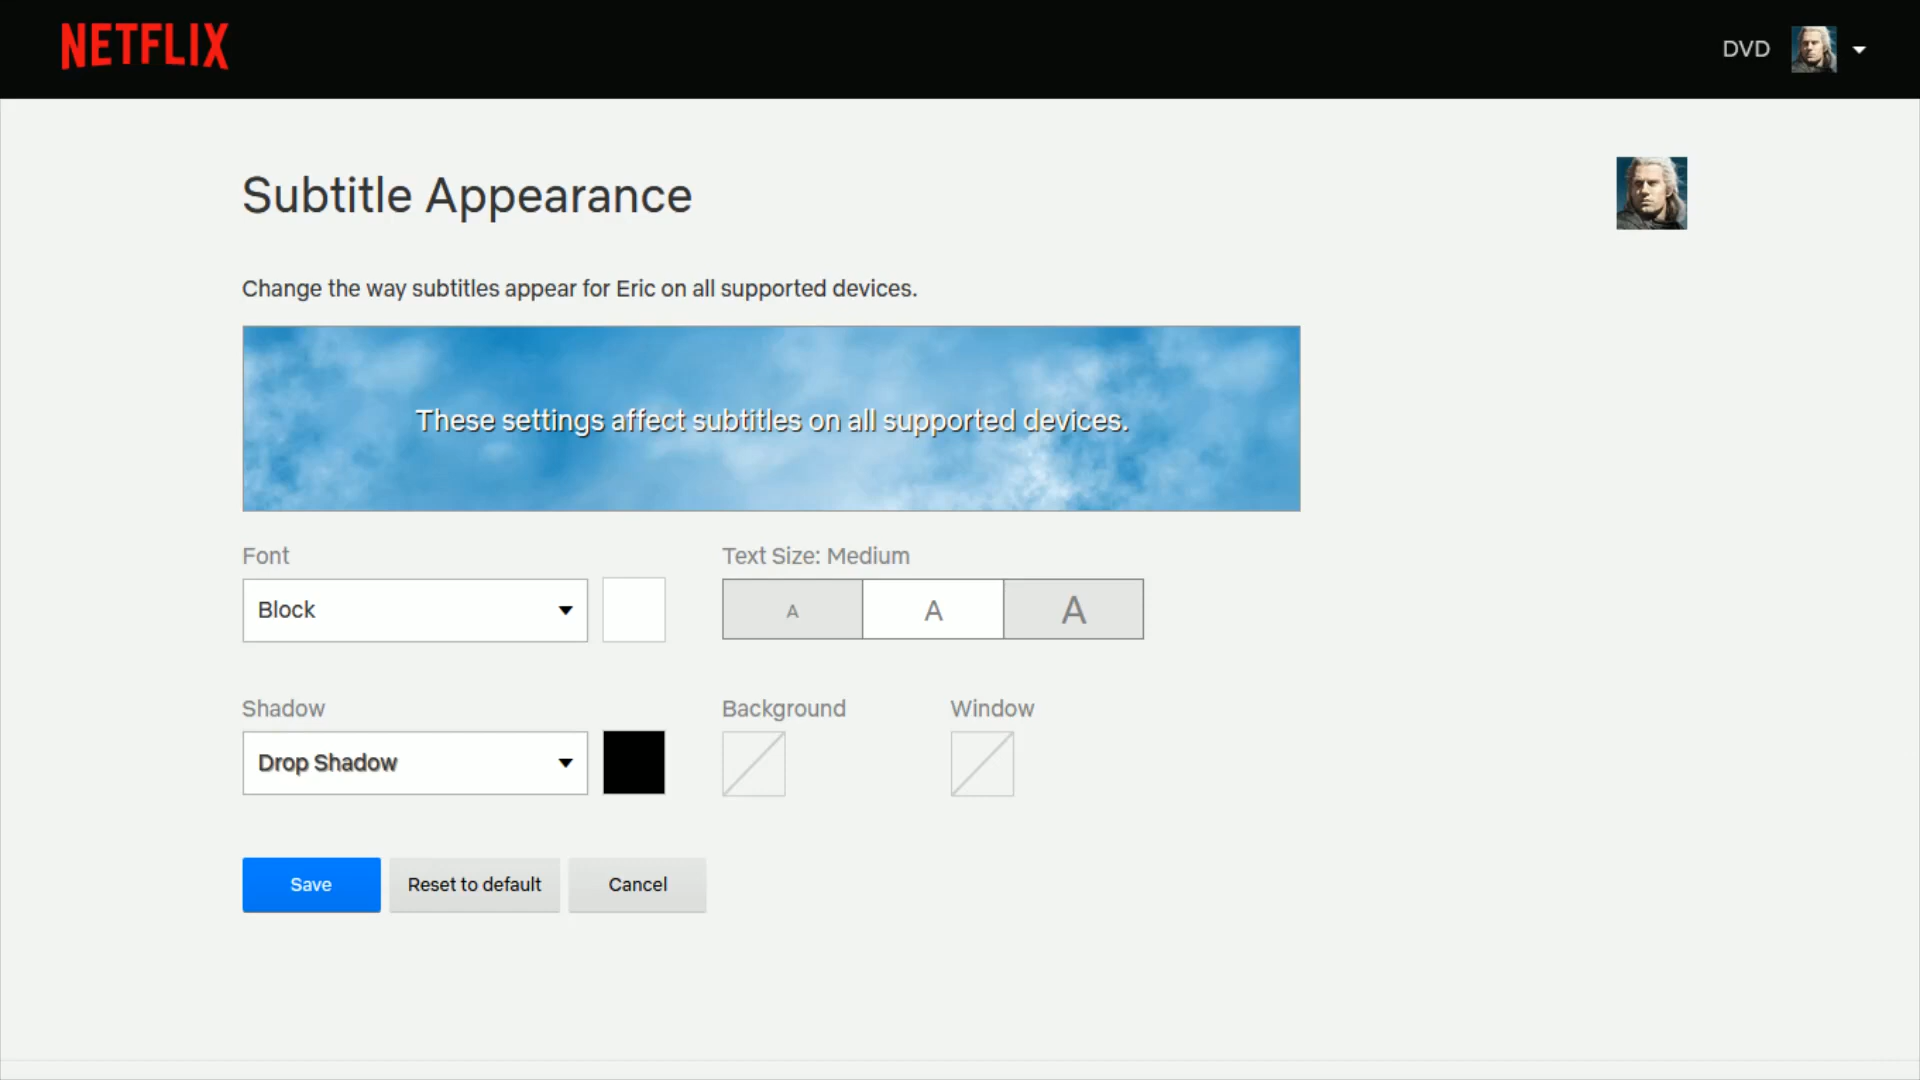 NETFLIX
DVD
Subtitle Appearance
Change the way subtitles appear for Eric on all supported devices.
These settings affect subtitles on all supported devices.
Font
Text Size: Medium
Block
A A A
Shadow
Background
Window
Drop Shadow
Save
Reset to default
Cancel